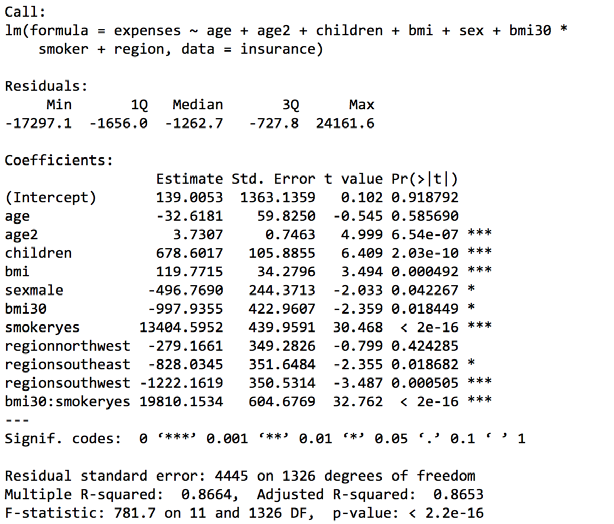 Call:
lm(formula = expenses ~ age + age2 + children + bmi + sex + bmi30 *
    smoker + region, data = insurance)

Residuals:
     Min       1Q   Median       3Q      Max
-17297.1  -1656.0  -1262.7   -727.8  24161.6

Coefficients:
                  Estimate Std. Error t value Pr(>|t|)
(Intercept)       139.0053  1363.1359   0.102 0.918792
age               -32.6181    59.8250  -0.545 0.585690
age2                3.7307     0.7463   4.999 6.54e-07 ***
children          678.6017   105.8855   6.409 2.03e-10 ***
bmi               119.7715    34.2796   3.494 0.000492 ***
sexmale          -496.7690   244.3713  -2.033 0.042267 *
bmi30            -997.9355   422.9607  -2.359 0.018449 *
smokeryes       13404.5952   439.9591  30.468  < 2e-16 ***
regionnorthwest  -279.1661   349.2826  -0.799 0.424285
regionsoutheast  -828.0345   351.6484  -2.355 0.018682 *
regionsouthwest -1222.1619   350.5314  -3.487 0.000505 ***
bmi30:smokeryes 19810.1534   604.6769  32.762  < 2e-16 ***
---
Signif. codes:  0 ‘***’ 0.001 ‘**’ 0.01 ‘*’ 0.05 ‘.’ 0.1 ‘ ’ 1

Residual standard error: 4445 on 1326 degrees of freedom
Multiple R-squared:  0.8664, Adjusted R-squared:  0.8653
F-statistic: 781.7 on 11 and 1326 DF,  p-value: < 2.2e-16